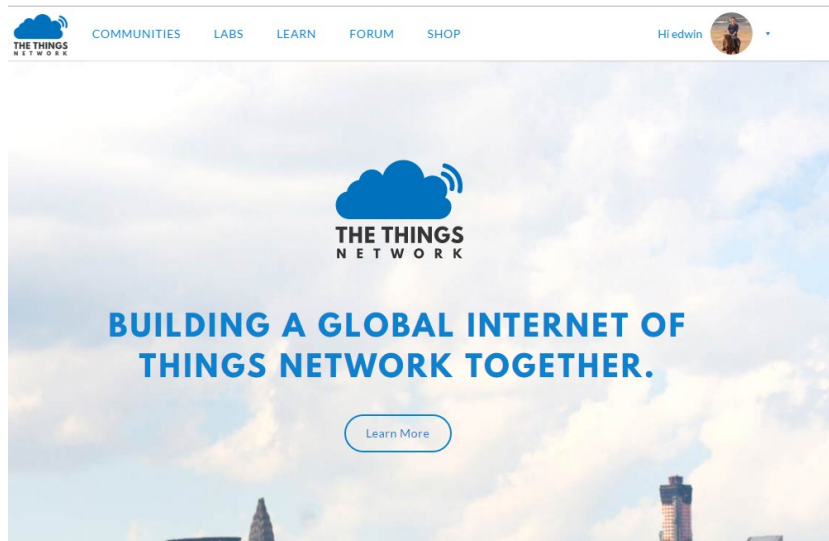 THE THINGS
NETWORK
COMMUNITIES LABS LEARN FORUM SHOP Hi edwin
THE THINGS
NETWORK
BUILDING A GLOBAL INTERNET OF
THINGS NETWORK TOGETHER.
Learn More